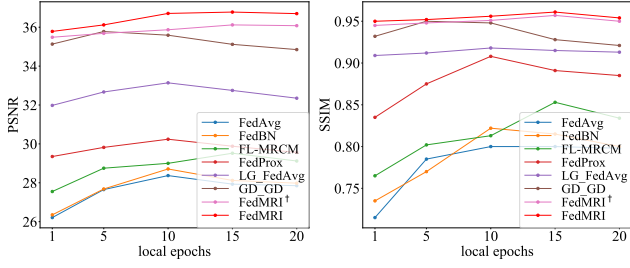 36
34
32
30
28
26
PSNR
FedAvg
FedBN
FL-MRCM
FedProx
LG_FedAvg
GD_GD
FedMRI†
FedMRI
1
5
10
15
20
local epochs
0.95
0.90
0.85
0.80
0.75
SSIM
FedAvg
FedBN
FL-MRCM
FedProx
LG_FedAvg
GD_GD
FedMRI†
FedMRI
1
5
10
15
20
local epochs